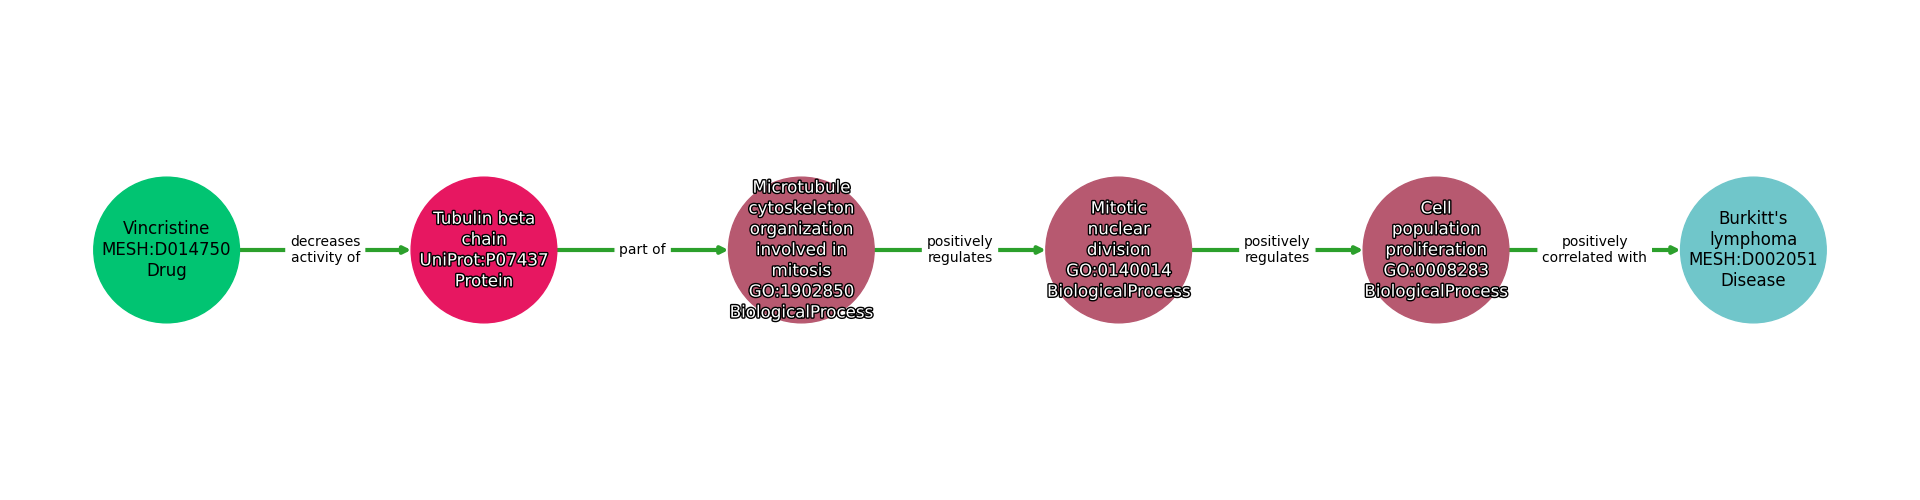 Vincristine
MESH:D014750
Drug
decreases
activity of
Tubulin beta
chain
UniProt:P07437
Protein
part of
Microtubule
cytoskeleton
organization
involved in
mitosis
GO:1902850
BiologicalProcess
positively
regulates
Mitotic
nuclear
division
GO:0140014
BiologicalProcess
positively
regulates
Cell
population
proliferation
GO:0008283
BiologicalProcess
positively
correlated with
Burkitt's
lymphoma
MESH:D002051
Disease